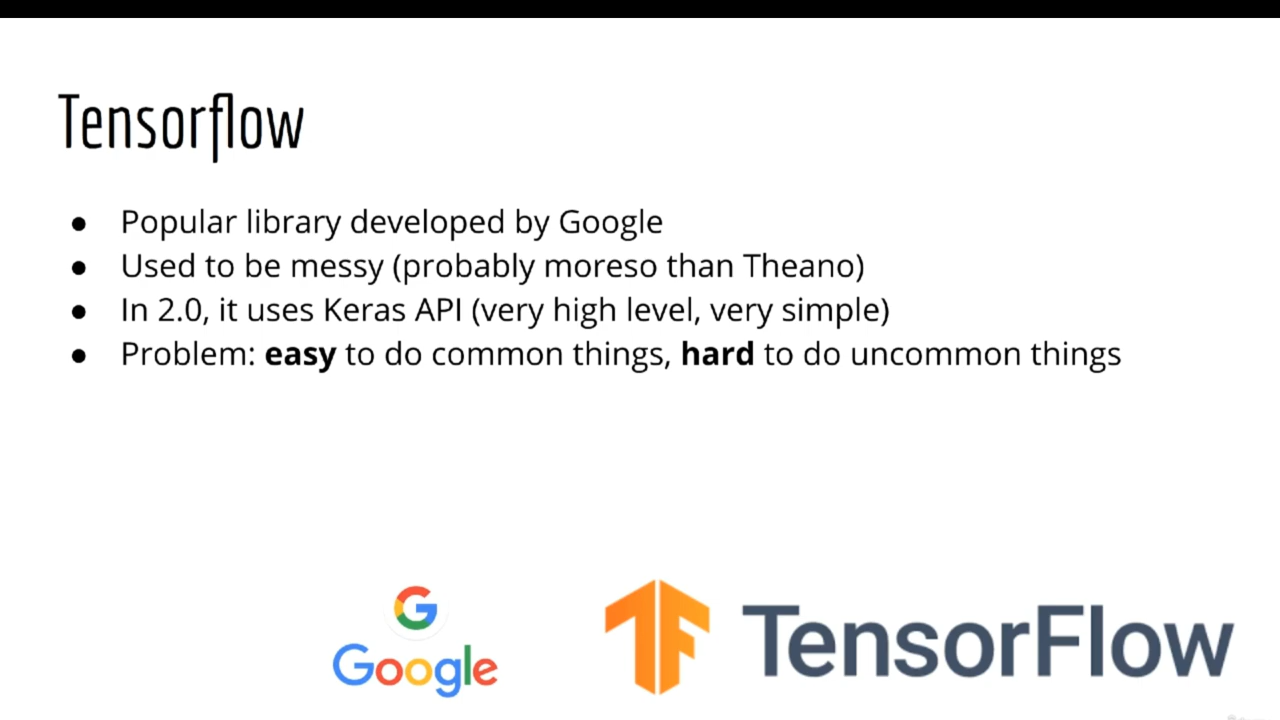 Tensorflow
● Popular library developed by Google
● Used to be messy (probably moreso than Theano)
● In 2.0, it uses Keras API (very high level, very simple)
● Problem: easy to do common things, hard to do uncommon things
G
Google
TensorFlow